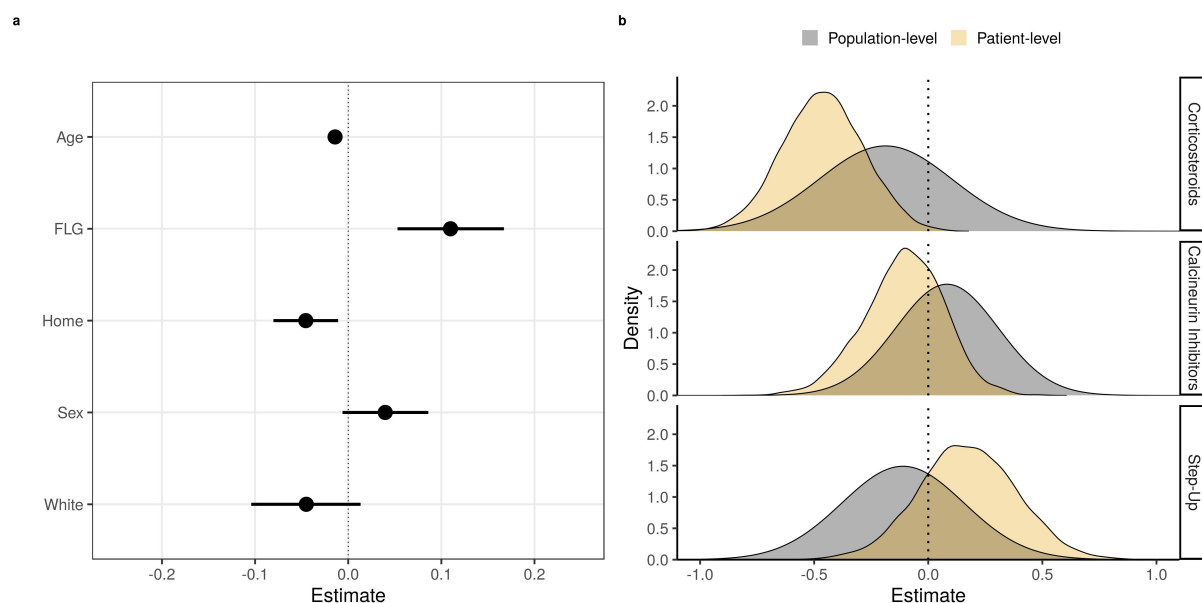 a
Age
FLG
Home
Sex
White
-0.2
-0.1
0.0
0.1
0.2
Estimate
b
Population-level
Patient-level
Density
2.0
1.5
1.0
0.5
0.0
Corticosteroids
2.0
1.5
1.0
0.5
0.0
Calcineurin Inhibitors
2.0
1.5
1.0
0.5
0.0
Step-Up
-1.0
-0.5
0.0
0.5
1.0
Estimate